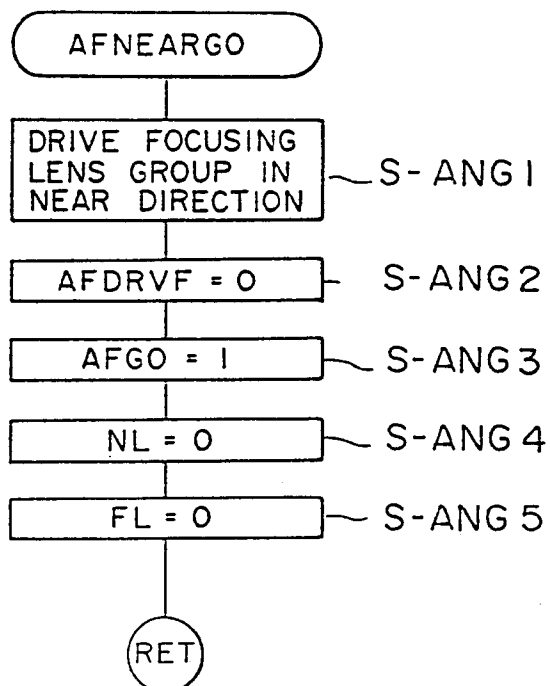 AFNEARGO
DRIVE FOCUSING
LENS GROUP IN
NEAR DIRECTION
S-ANG1
AFDRVF = 0
S-ANG2
AFGO = 1
S-ANG3
NL = 0
S-ANG4
FL = 0
S-ANG5
RET